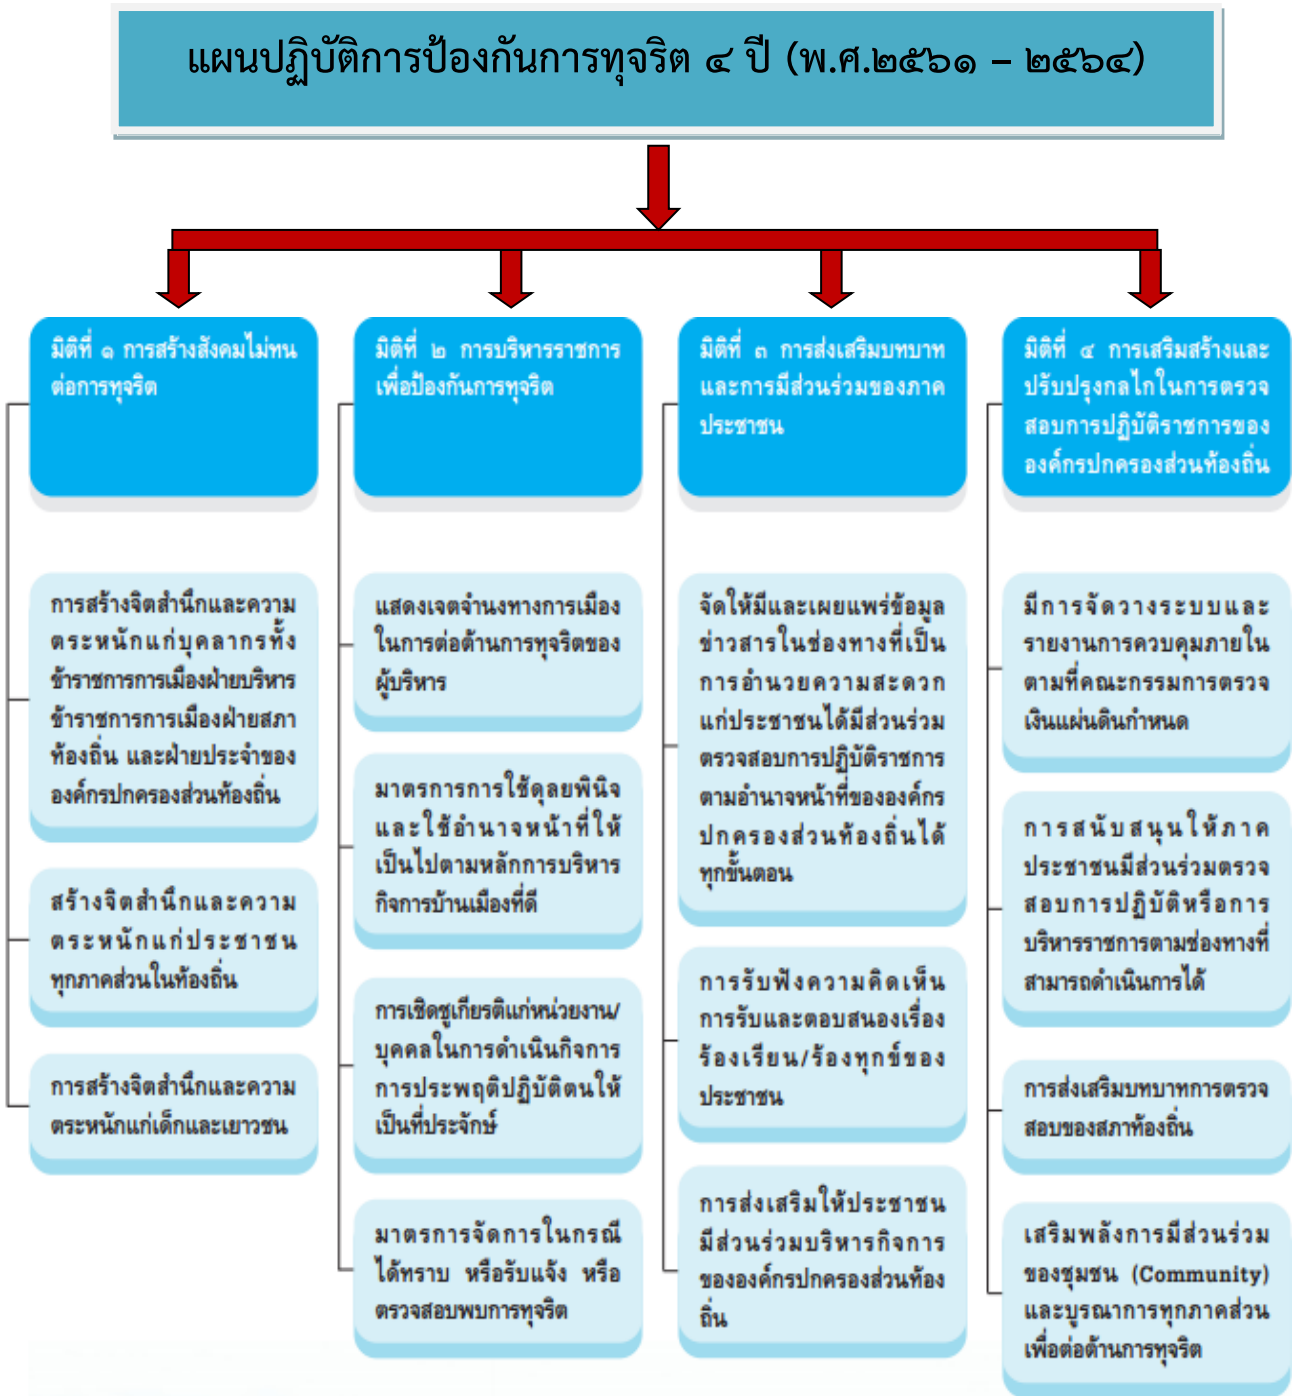 แผนปฏิบัติการป้องกันการทุจริต ๔ ปี (พ.ศ.๒๕๖๑ – ๒๕๖๔)
มิติที่ ๑ การสร้างสังคมไม่ทน
ต่อการทุจริต
การสร้างจิตสำนึกและความ
ตระหนักแก่บุคลากรทั้ง
ข้าราชการการเมืองฝ่ายบริหาร
ข้าราชการการเมืองฝ่ายสภา
ท้องถิ่น และฝ่ายประจำของ
องค์กรปกครองส่วนท้องถิ่น
สร้างจิตสำนึกและความ
ตระหนักแก่ประชาชน
ทุกภาคส่วนในท้องถิ่น
การสร้างจิตสำนึกและความ
ตระหนักแก่เด็กและเยาวชน
มิติที่ ๒ การบริหารราชการ
เพื่อป้องกันการทุจริต
แสดงเจตจำนงทางการเมือง
ในการต่อต้านการทุจริตของ
ผู้บริหาร
มาตรการการใช้ดุลยพินิจ
และใช้อำนาจหน้าที่ให้
เป็นไปตามหลักการบริหาร
กิจการบ้านเมืองที่ดี
การเชิดชูเกียรติแก่หน่วยงาน/
บุคคลในการดำเนินกิจการ
การประพฤติปฏิบัติตนให้
เป็นที่ประจักษ์
มาตรการจัดการในกรณี
ได้ทราบ หรือรับแจ้ง หรือ
ตรวจสอบพบการทุจริต
มิติที่ ๓ การส่งเสริมบทบาท
และการมีส่วนร่วมของภาค
ประชาชน
จัดให้มีและเผยแพร่ข้อมูล
ข่าวสารในช่องทางที่เป็น
การอำนวยความสะดวก
แก่ประชาชนได้มีส่วนร่วม
ตรวจสอบการปฏิบัติราชการ
ตามอำนาจหน้าที่ขององค์กร
ปกครองส่วนท้องถิ่นได้
ทุกขั้นตอน
การรับฟังความคิดเห็น
การรับและตอบสนองเรื่อง
ร้องเรียน/ร้องทุกข์ของ
ประชาชน
การส่งเสริมให้ประชาชน
มีส่วนร่วมบริหารกิจการ
ขององค์กรปกครองส่วนท้อง
ถิ่น
มิติที่ ๔ การเสริมสร้างและ
ปรับปรุงกลไกในการตรวจ
สอบการปฏิบัติราชการของ
องค์กรปกครองส่วนท้องถิ่น
มีการจัดวางระบบและ
รายงานการควบคุมภายใน
ตามที่คณะกรรมการตรวจ
เงินแผ่นดินกำหนด
การสนับสนุนให้ภาค
ประชาชนมีส่วนร่วมตรวจ
สอบการปฏิบัติหรือการ
บริหารราชการตามช่องทางที่
สามารถดำเนินการได้
การส่งเสริมบทบาทการตรวจ
สอบของสภาท้องถิ่น
เสริมพลังการมีส่วนร่วม
ของชุมชน (Community)
และบูรณาการทุกภาคส่วน
เพื่อต่อต้านการทุจริต